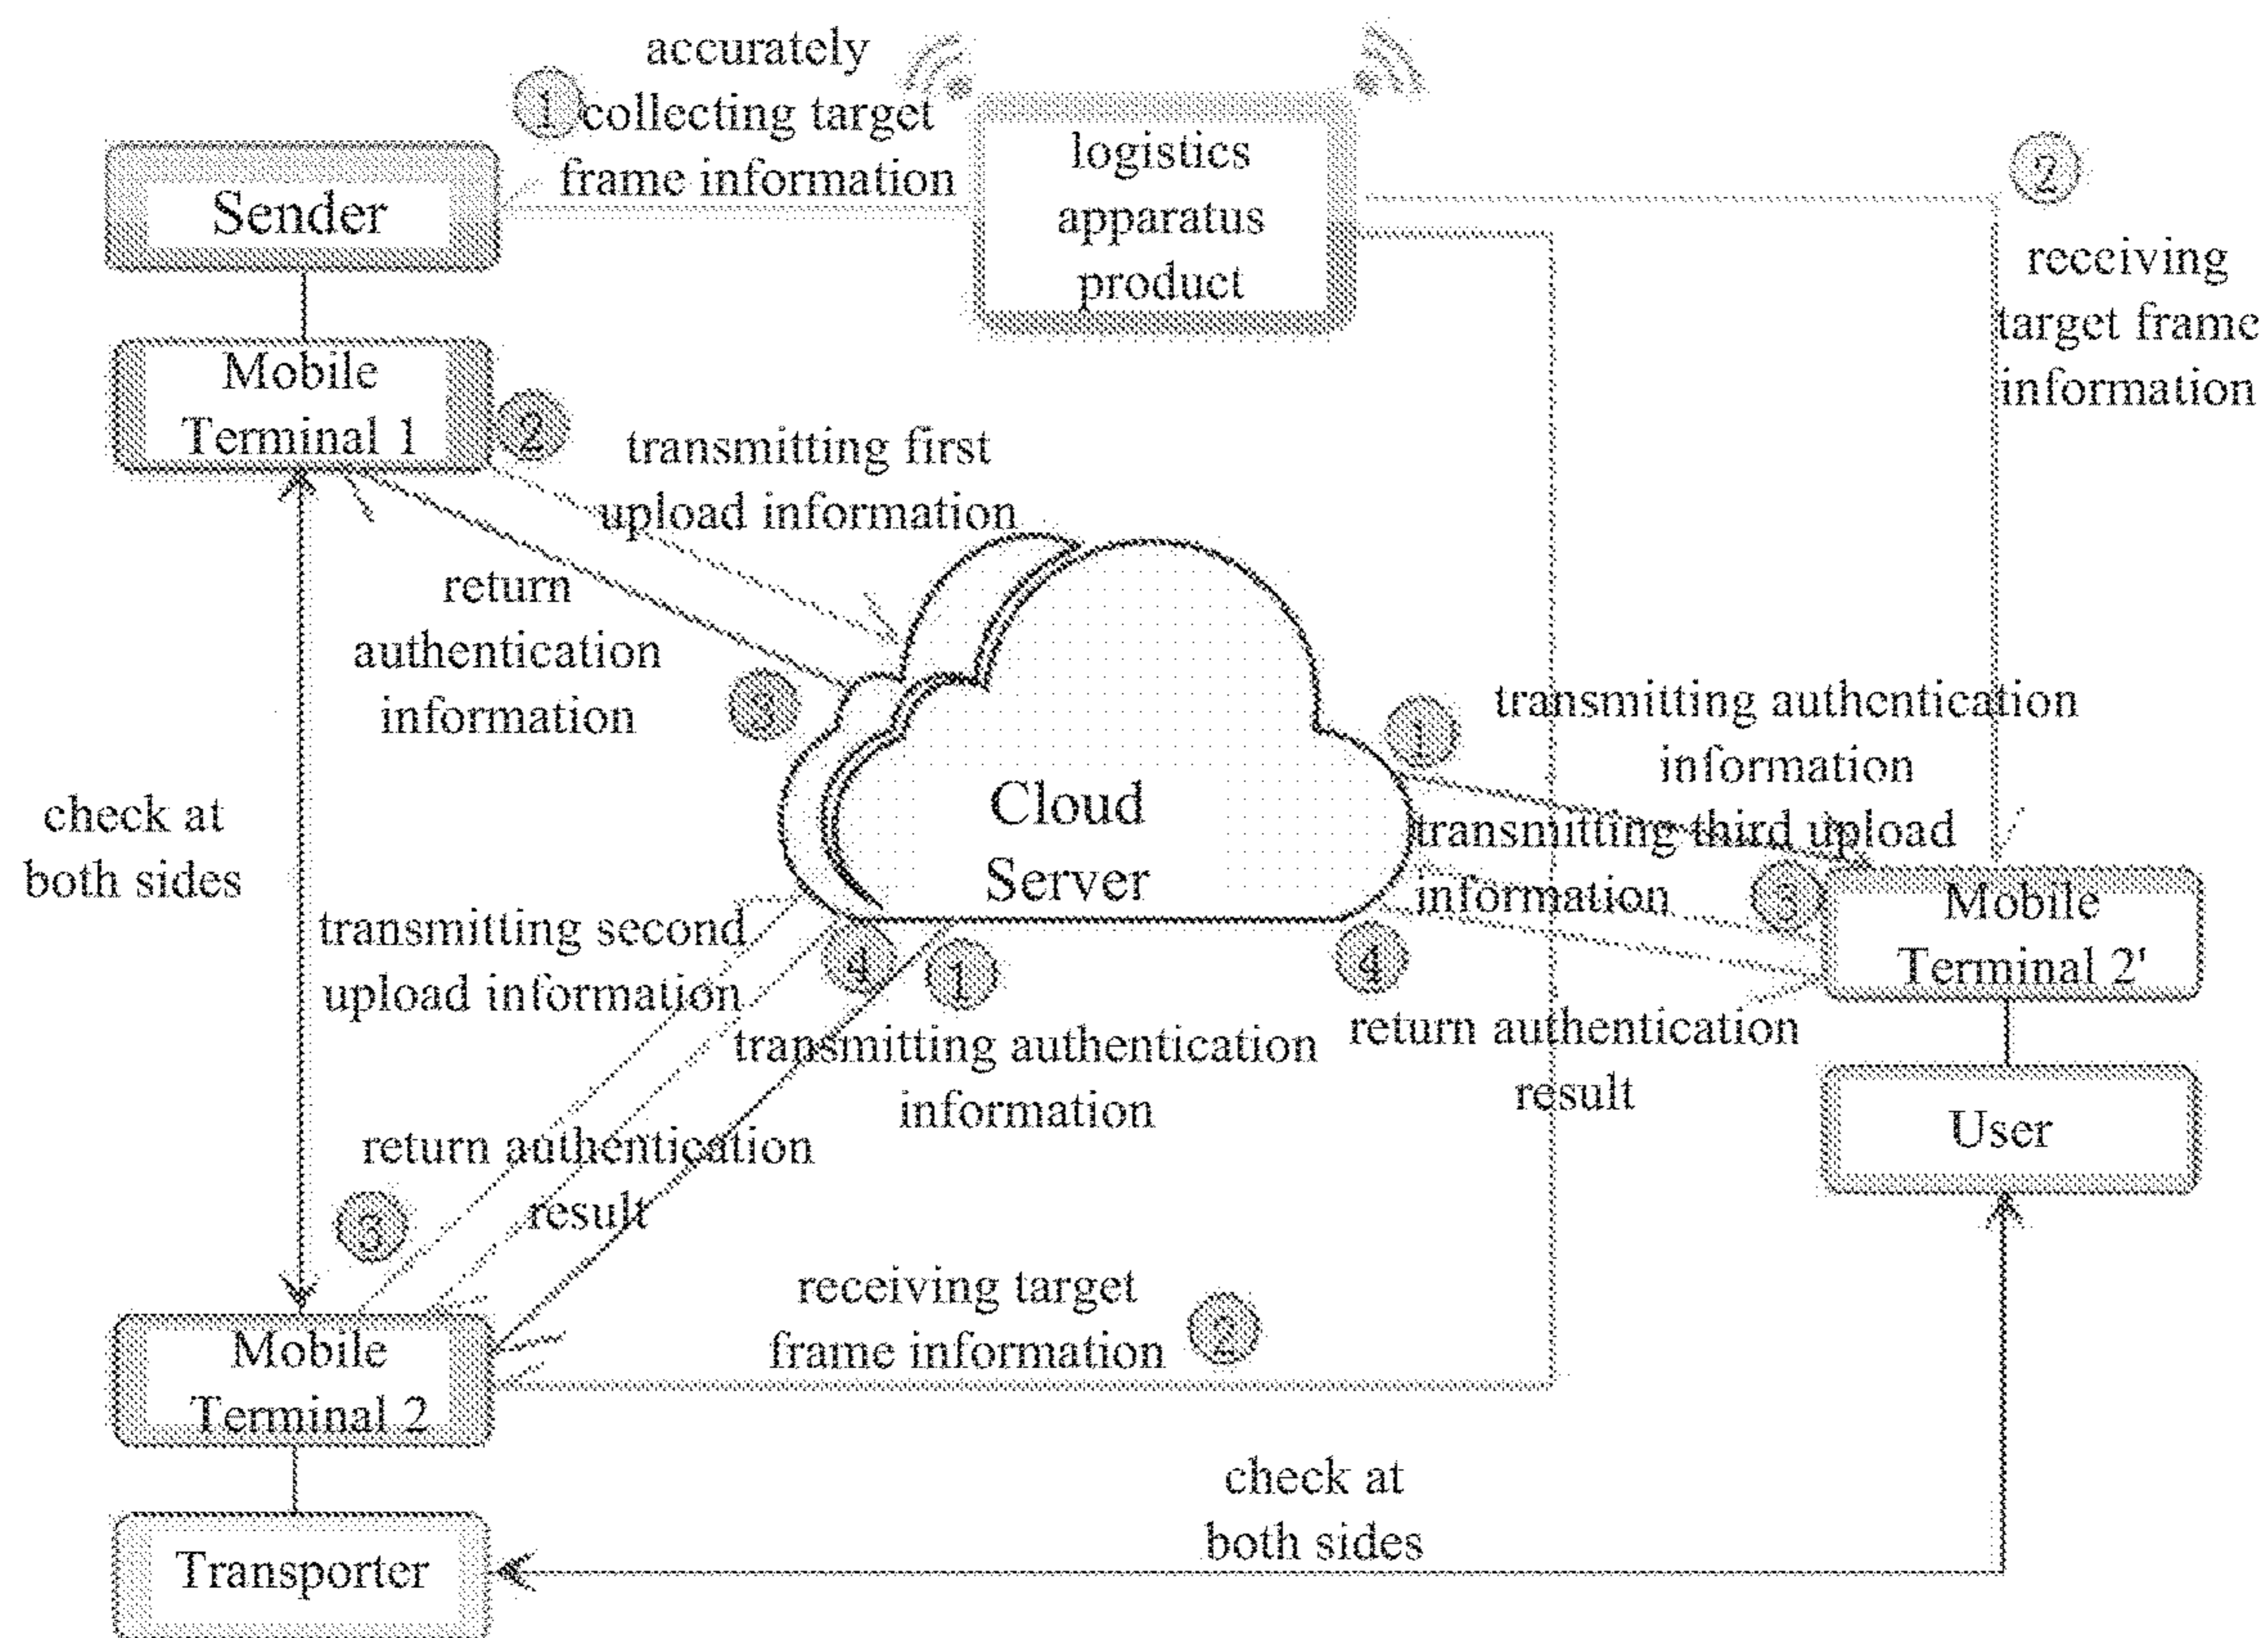 accurately
① collecting target
frame information
logistics
apparatus
product
②
receiving
target frame
information
Sender
Mobile
Terminal 1
②
transmitting first
upload information
return
authentication
information
③
check at
both sides
Cloud
Server
①
transmitting authentication
information
transmitting third upload
information
③
Mobile
Terminal 2'
④
return authentication
result
User
transmitting second
upload information
④
①
transmitting authentication
information
return authentication
result
③
receiving target
frame information ②
Mobile
Terminal 2
check at
both sides
Transporter